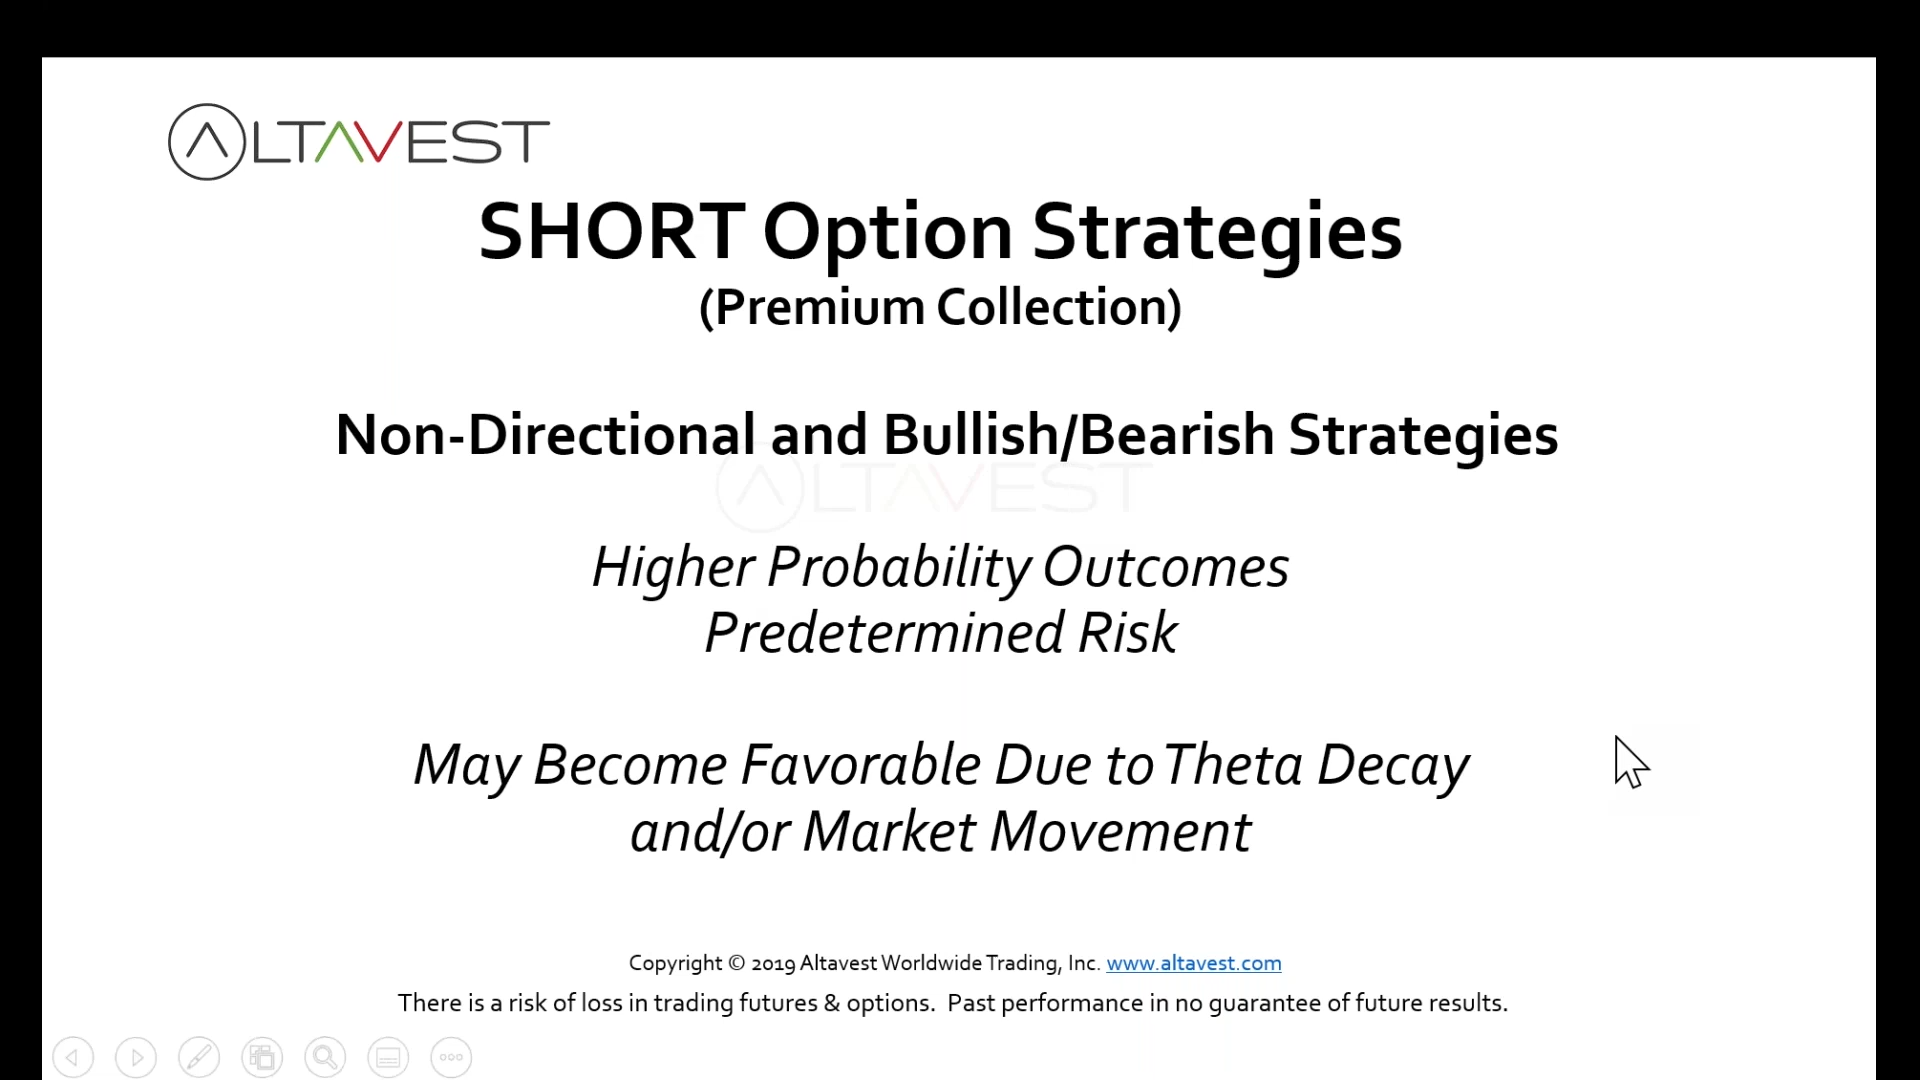 ALTAVEST
SHORT Option Strategies
(Premium Collection)
Non-Directional and Bullish/Bearish Strategies
ALTAVEST
Higher Probability Outcomes
Predetermined Risk
May Become Favorable Due to Theta Decay
and/or Market Movement
Copyright © 2019 Altavest Worldwide Trading, Inc. www.altavest.com
There is a risk of loss in trading futures & options.  Past performance in no guarantee of future results.